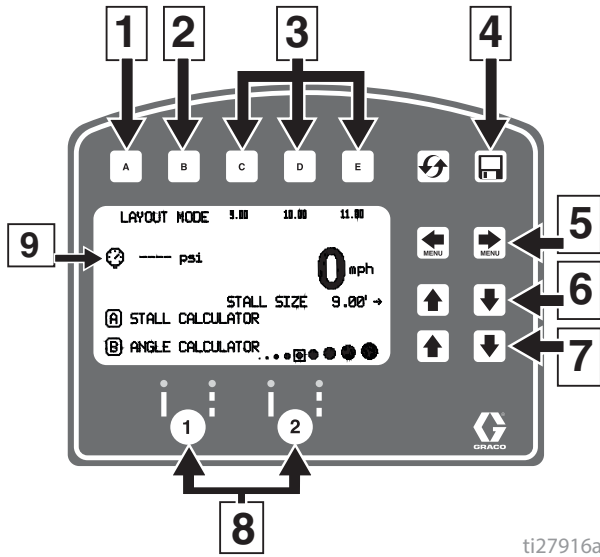 1 2 3 4
A B C D E
LAYOUT MODE 9.00 10.00 11.00
9
---- psi
0 mph
MENU MENU
5
STALL SIZE 9.00' →
6
A STALL CALCULATOR
B ANGLE CALCULATOR
7
1 2
GRACO
8
ti27916a